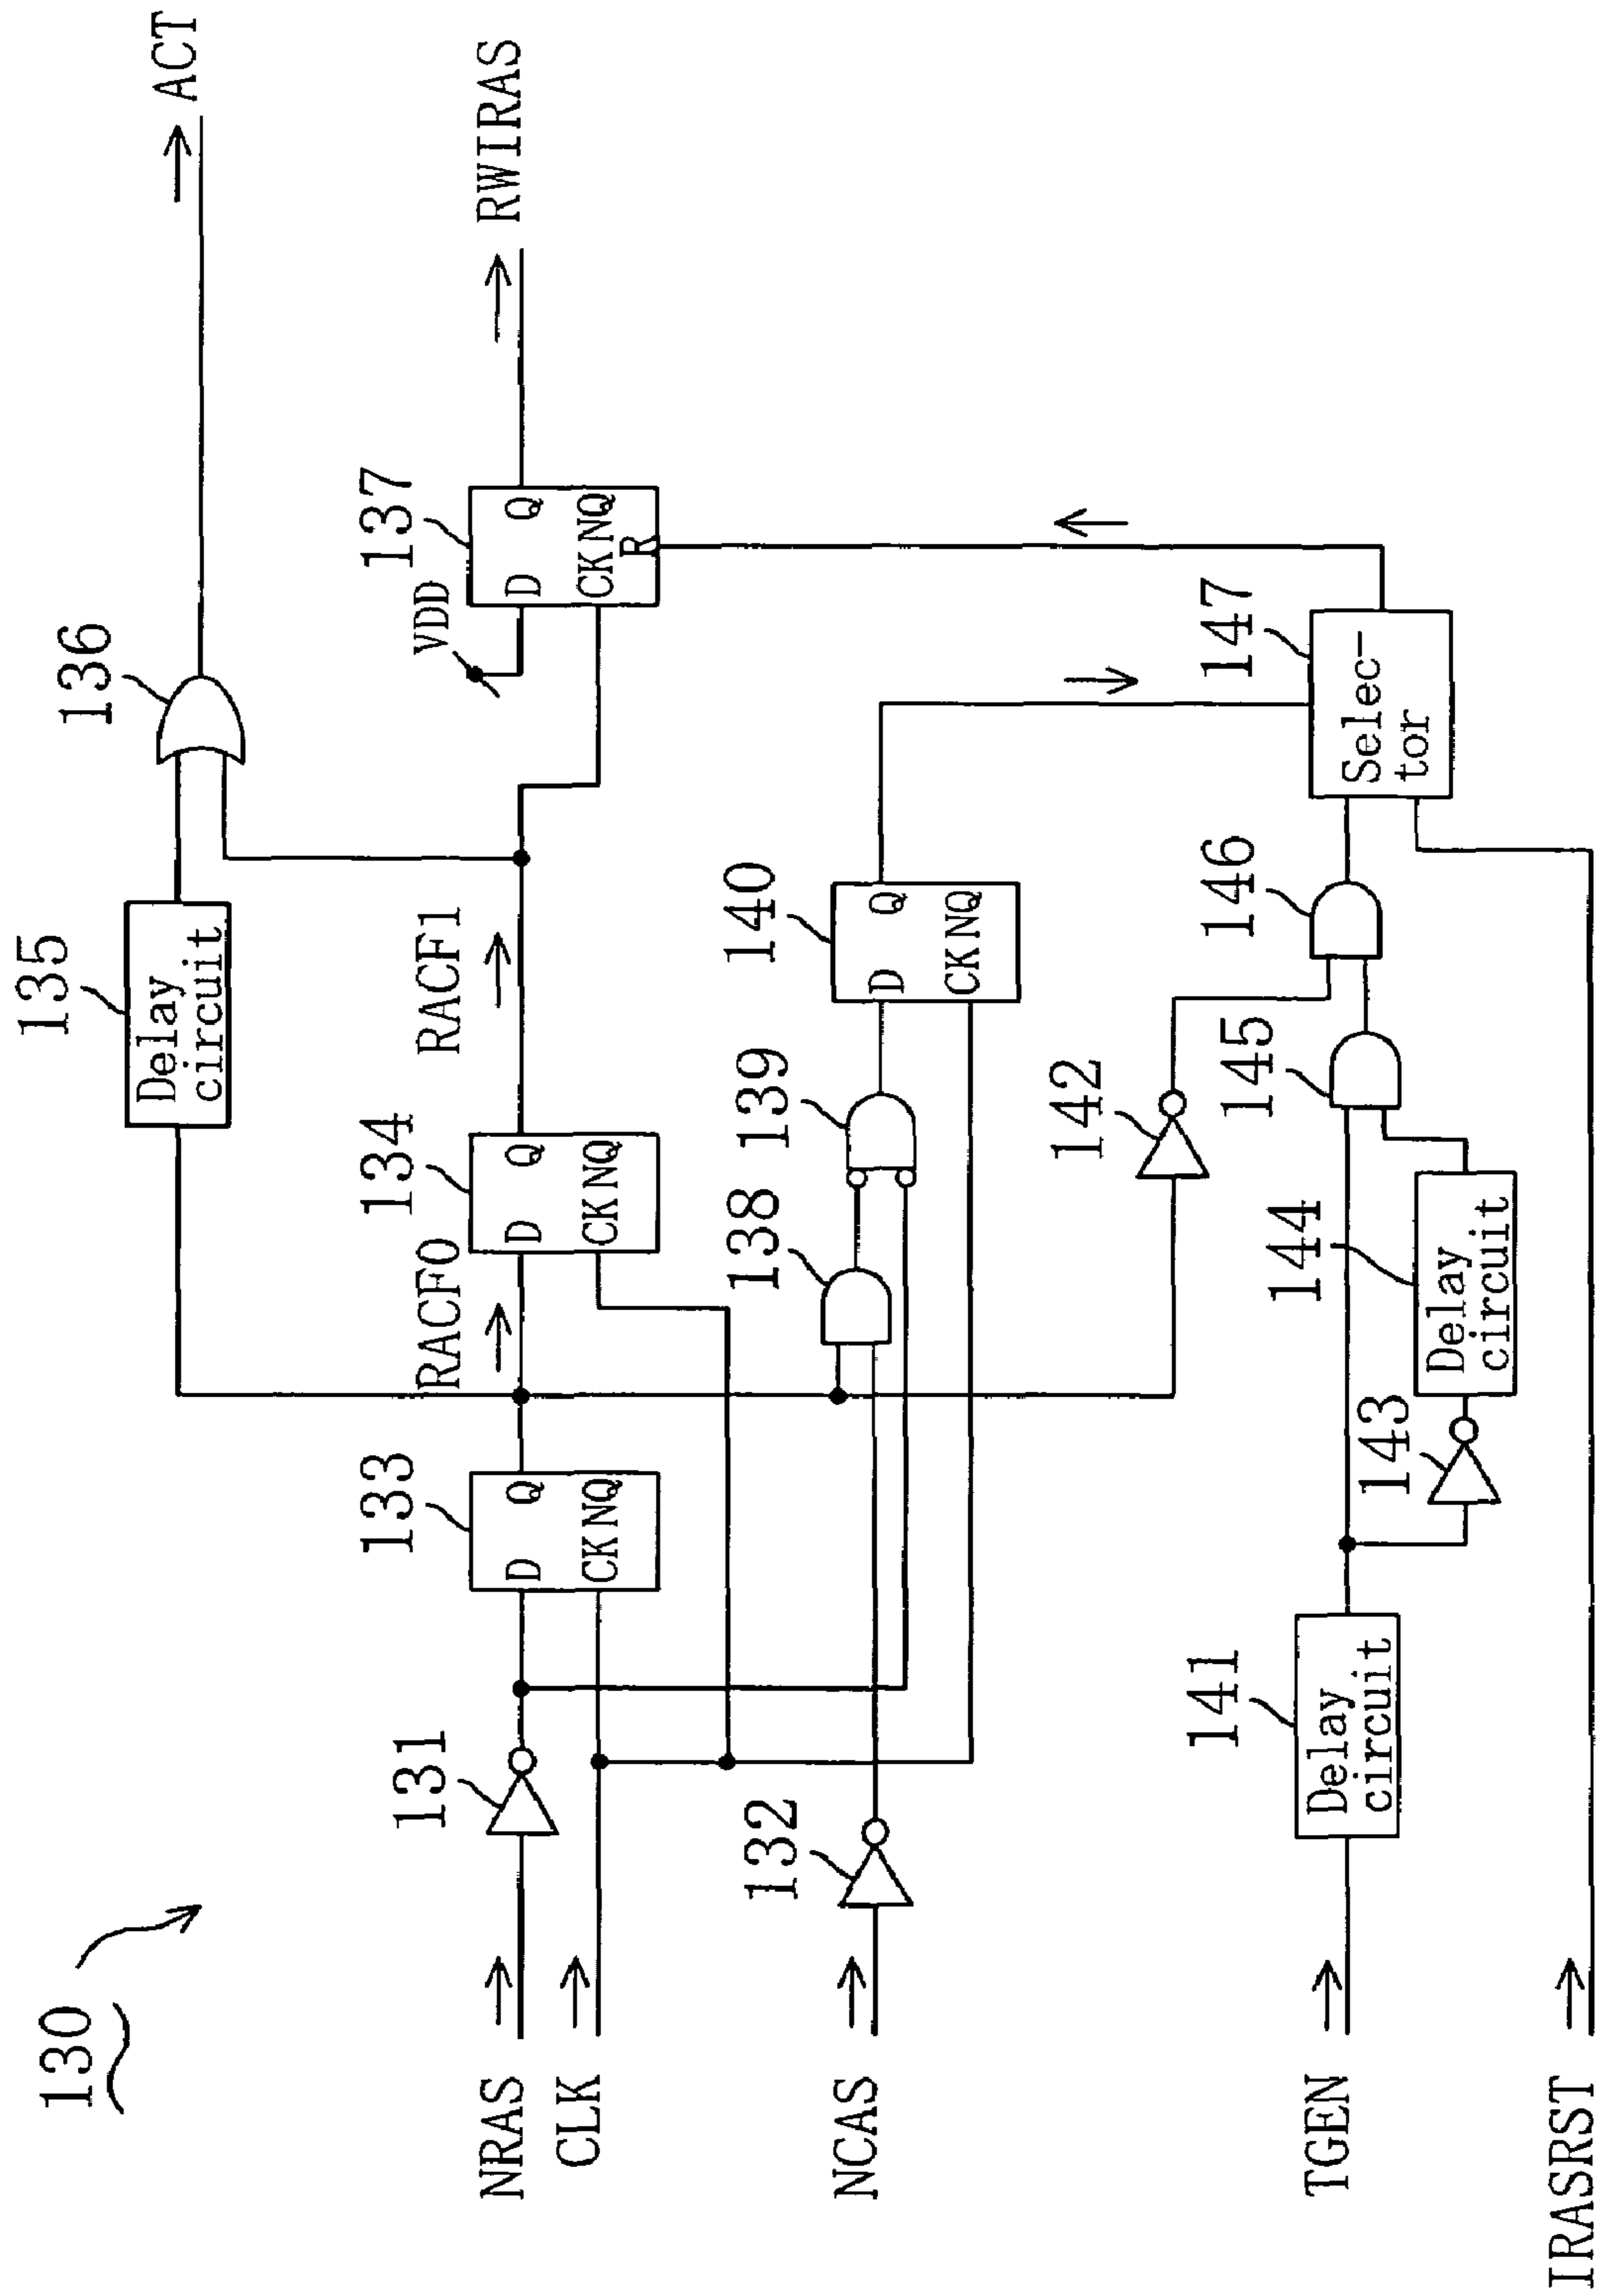 130
NRAS
CLK
NCAS
TGEN
IRASRST
131
132
133
D Q
CK NQ
RACF0
134
D Q
CK NQ
RACF1
135
Delay
circuit
136
ACT
VDD
137
D Q
CK NQ
R
RWIRAS
138
139
140
D Q
CK NQ
141
Delay
circuit
142
143
144
Delay
circuit
145
146
147
Selec-
tor